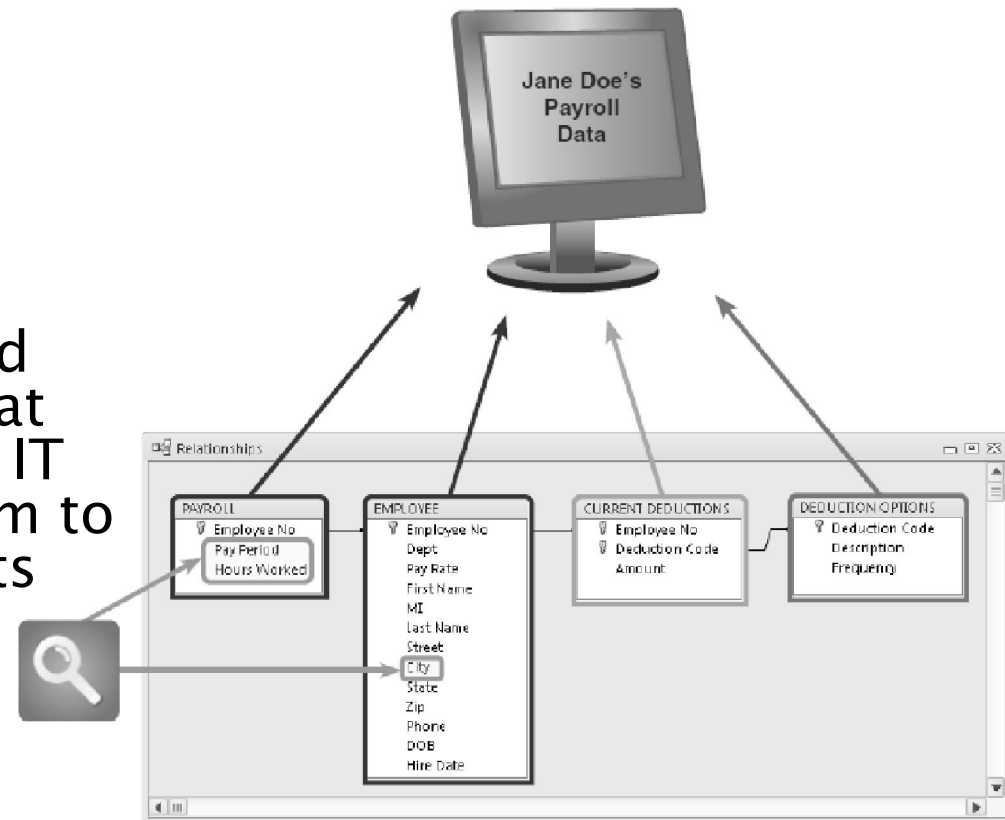 Jane Doe's
Payroll
Data
d
at
IT
m to
ts
Relationships
PAYROLL
Employee No
Pay Period
Hours Worked
EMPLOYEE
Employee No
Dept
Pay Rate
First Name
MI
Last Name
Street
City
State
Zip
Phone
DOB
Hire Date
CURRENT DEDUCTIONS
Employee No
Deduction Code
Amount
DEDUCTION OPTIONS
Deduction Code
Description
Frequency